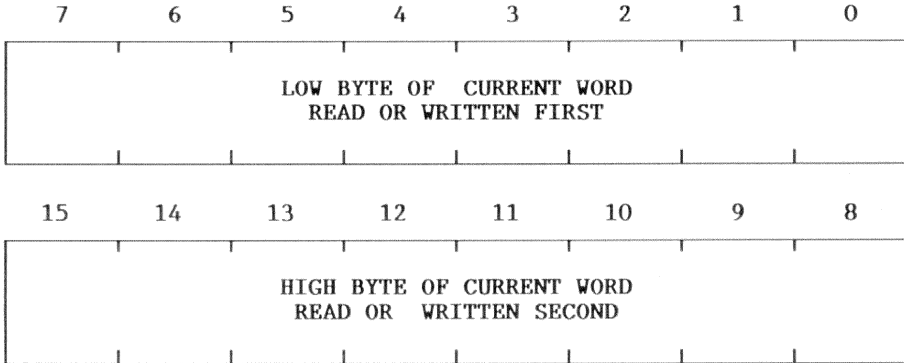 7 6 5 4 3 2 1 0
LOW BYTE OF CURRENT WORD
READ OR WRITTEN FIRST
15 14 13 12 11 10 9 8
HIGH BYTE OF CURRENT WORD
READ OR WRITTEN SECOND